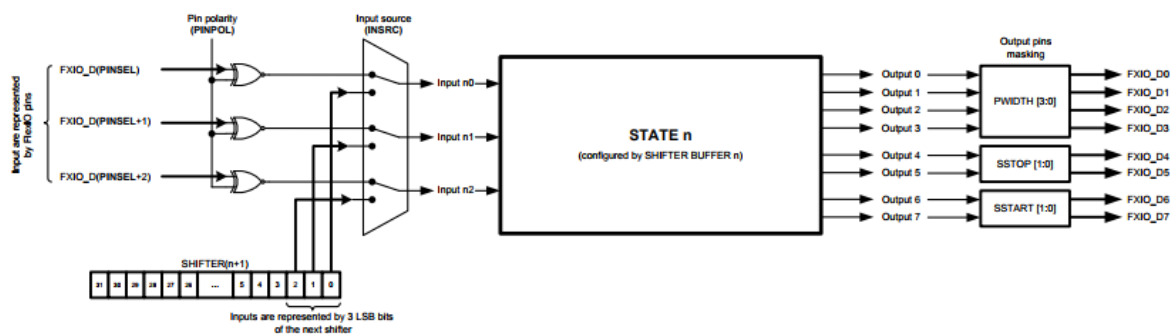 Pin polarity
(PINPOL)
Input source
(INSRC)
Output pins
masking
Input are represented
by FlexIO pins
FXIO_D(PINSEL)
FXIO_D(PINSEL+1)
FXIO_D(PINSEL+2)
Input n0
Input n1
Input n2
STATE n
(configured by SHIFTER BUFFER n)
Output 0
Output 1
Output 2
Output 3
Output 4
Output 5
Output 6
Output 7
PWIDTH [3:0]
SSTOP [1:0]
SSTART [1:0]
FXIO_D0
FXIO_D1
FXIO_D2
FXIO_D3
FXIO_D4
FXIO_D5
FXIO_D6
FXIO_D7
SHIFTER(n+1)
31 30 29 28 27 26 ... 5 4 3 2 1 0
Inputs are represented by 3 LSB bits
of the next shifter